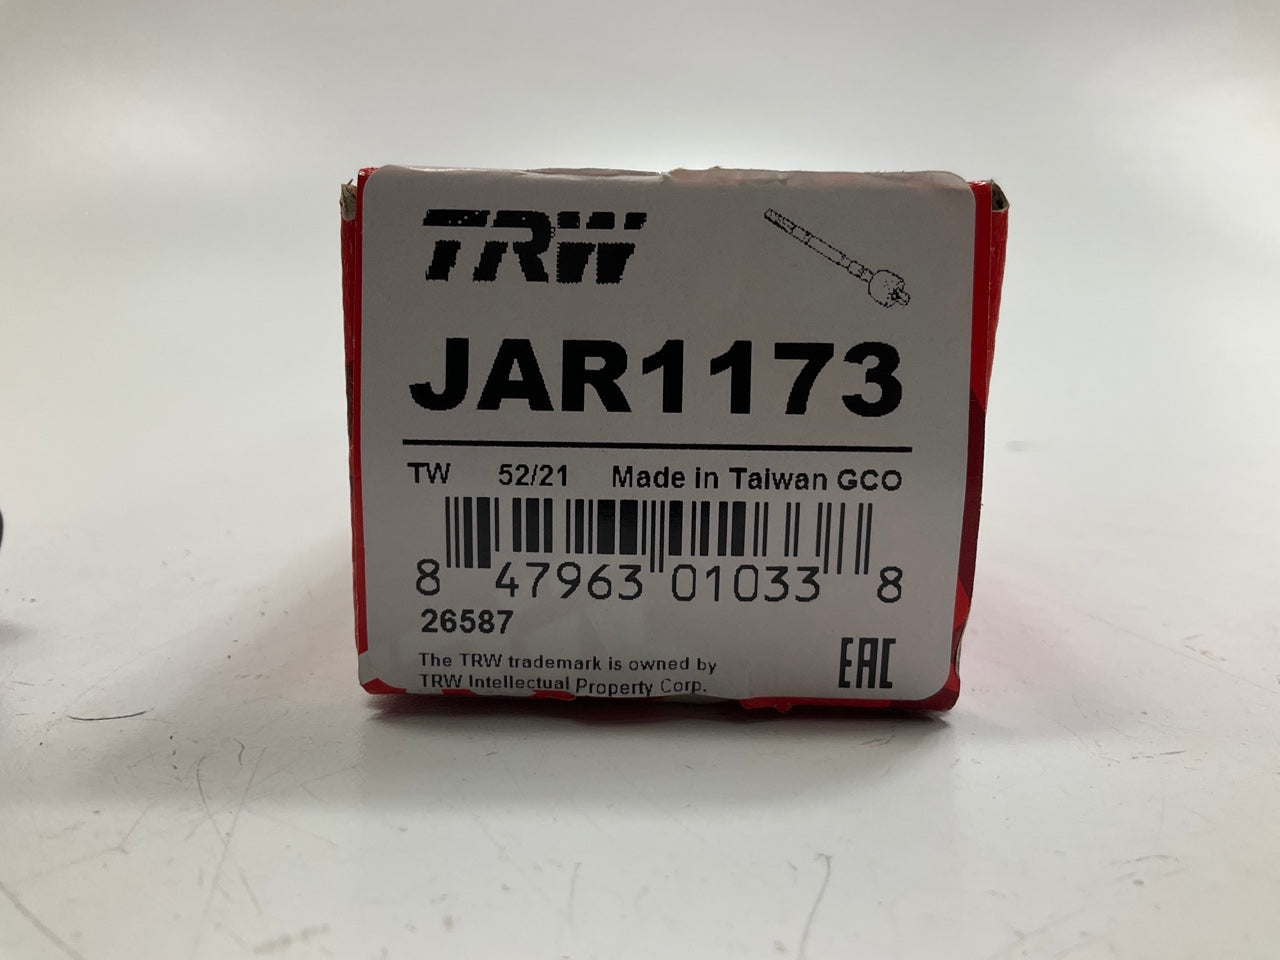 TRW
JAR1173
TW 52/21 Made in Taiwan GCO
8 47963 01033 8
26587
The TRW trademark is owned by
TRW Intellectual Property Corp.
EAC